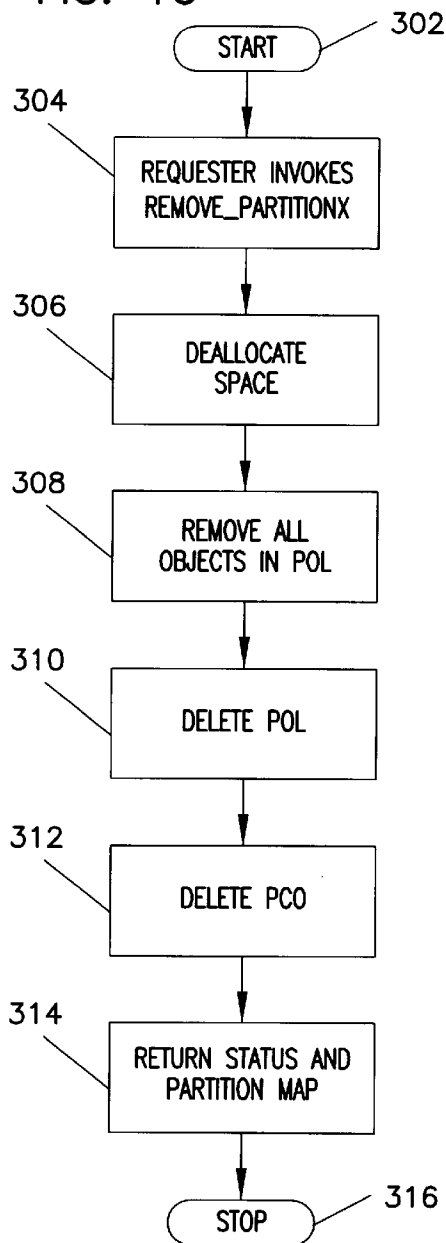 302
START
304
REQUESTER INVOKES
REMOVE_PARTITIONX
306
DEALLOCATE
SPACE
308
REMOVE ALL
OBJECTS IN POL
310
DELETE POL
312
DELETE PCO
314
RETURN STATUS AND
PARTITION MAP
316
STOP